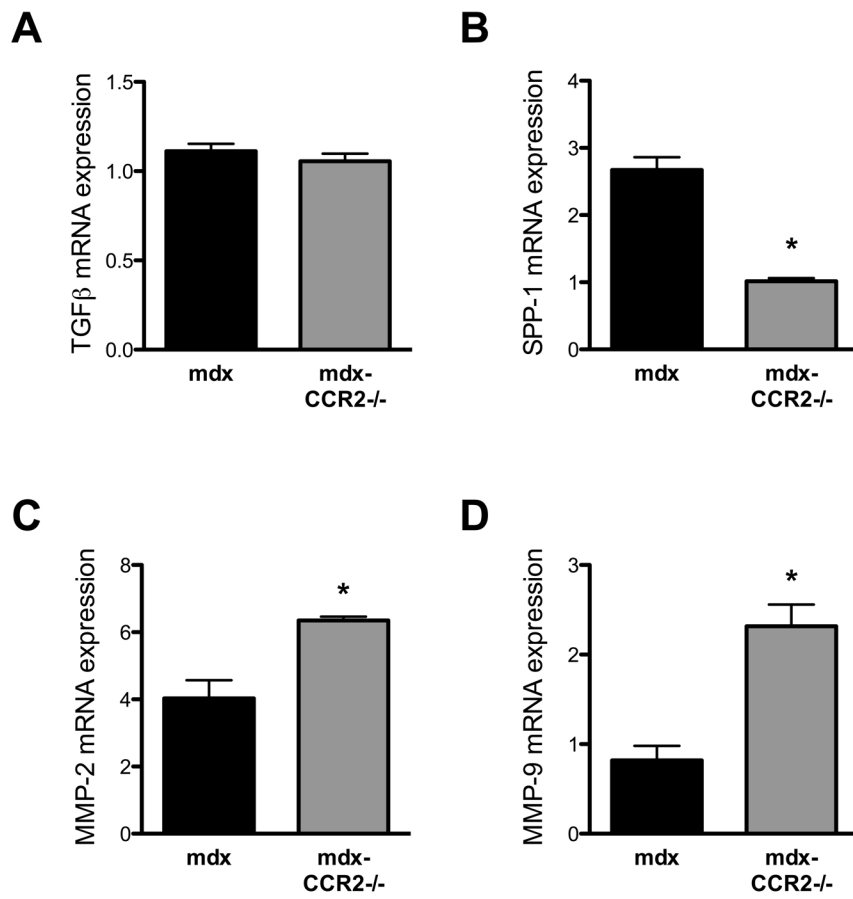 A
TGFβ mRNA expression
1.5
1.0
0.5
0.0
mdx
mdx-
CCR2-/-
B
SPP-1 mRNA expression
4
3
2
1
0
*
mdx
mdx-
CCR2-/-
C
MMP-2 mRNA expression
8
6
4
2
0
*
mdx
mdx-
CCR2-/-
D
MMP-9 mRNA expression
3
2
1
0
*
mdx
mdx-
CCR2-/-